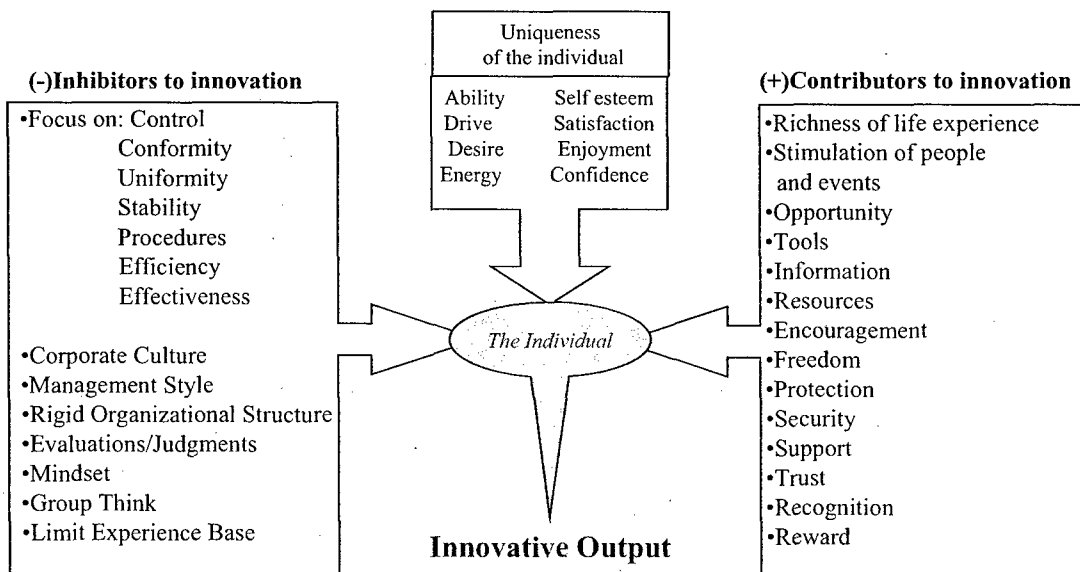 Uniqueness
of the individual
Ability Self esteem
Drive Satisfaction
Desire Enjoyment
Energy Confidence
(-)Inhibitors to innovation
•Focus on: Control
Conformity
Uniformity
Stability
Procedures
Efficiency
Effectiveness
•Corporate Culture
•Management Style
•Rigid Organizational Structure
•Evaluations/Judgments
•Mindset
•Group Think
•Limit Experience Base
The Individual
(+)Contributors to innovation
•Richness of life experience
•Stimulation of people
and events
•Opportunity
•Tools
•Information
•Resources
•Encouragement
•Freedom
•Protection
•Security
•Support
•Trust
•Recognition
•Reward
Innovative Output